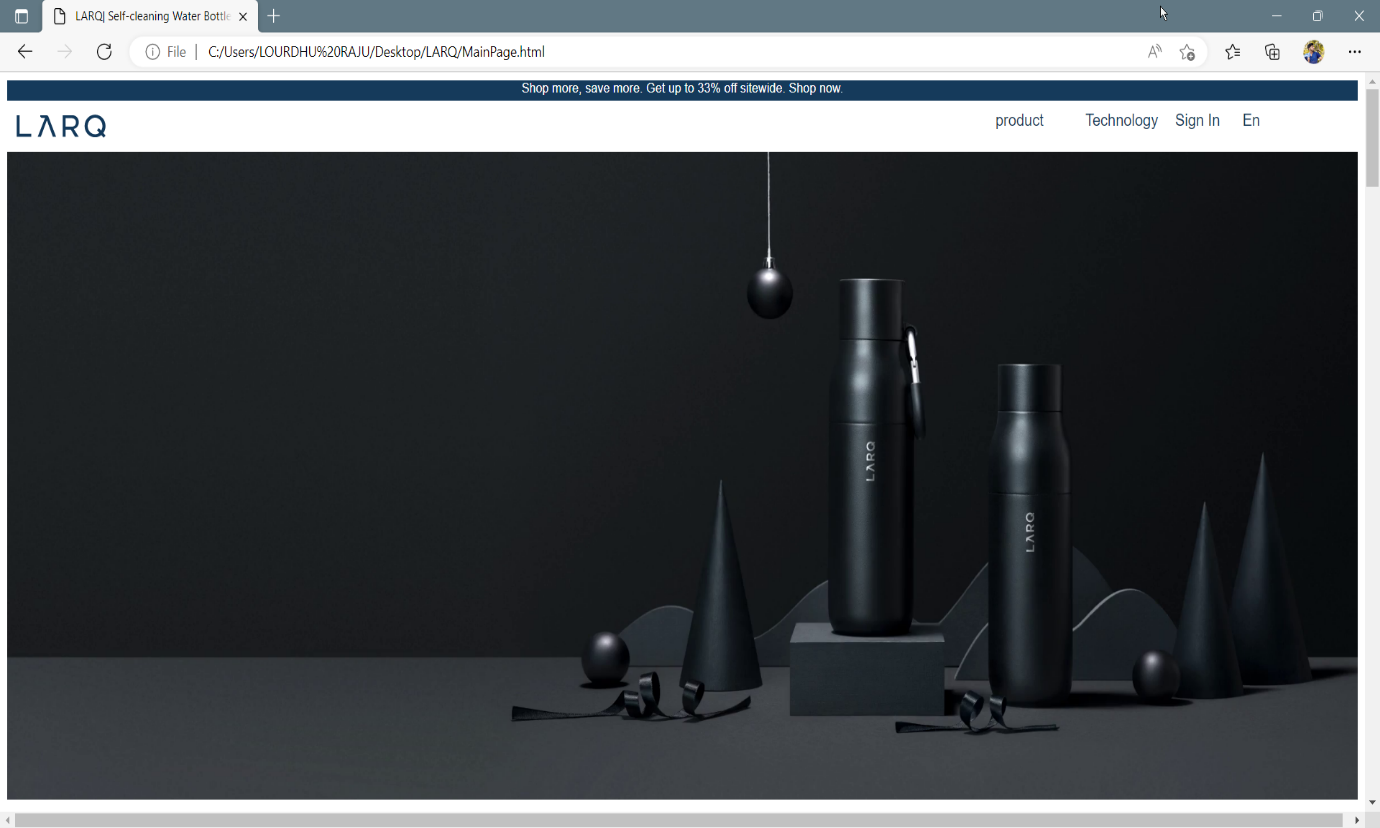 LARQ| Self-cleaning Water Bottle
File | C:/Users/LOURDHU%20RAJU/Desktop/LARQ/MainPage.html
Shop more, save more. Get up to 33% off sitewide. Shop now.
LARQ product Technology Sign In En
LARQ
LARQ